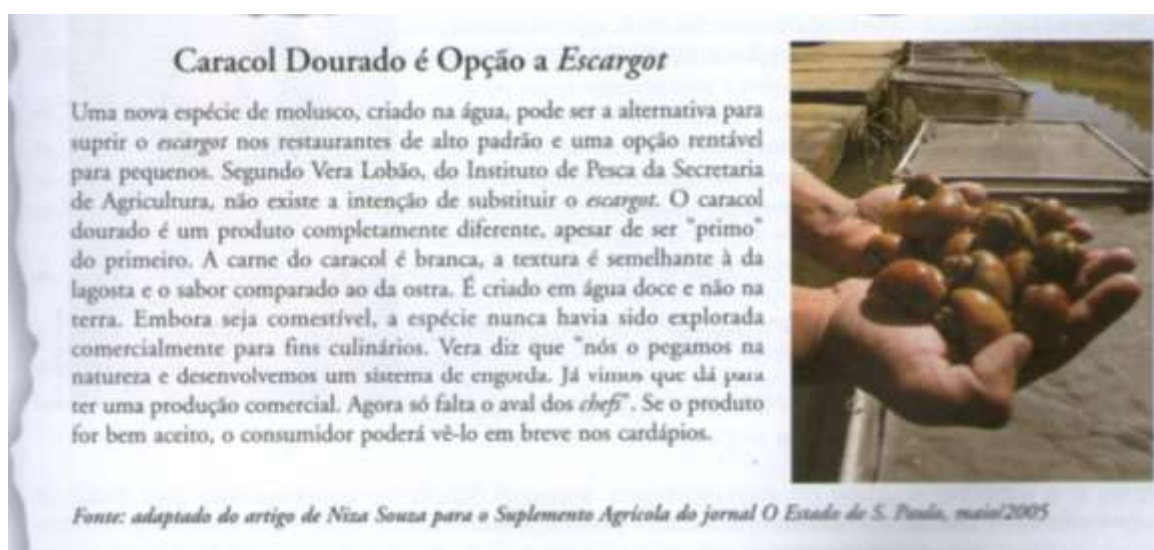 Caracol Dourado é Opção a Escargot
Uma nova espécie de molusco, criado na água, pode ser a alternativa para
suprir o escargot nos restaurantes de alto padrão e uma opção rentável
para pequenos. Segundo Vera Lobão, do Instituto de Pesca da Secretaria
de Agricultura, não existe a intenção de substituir o escargot. O caracol
dourado é um produto completamente diferente, apesar de ser "primo"
do primeiro. A carne do caracol é branca, a textura é semelhante à da
lagosta e o sabor comparado ao da ostra. É criado em água doce e não na
terra. Embora seja comestível, a espécie nunca havia sido explorada
comercialmente para fins culinários. Vera diz que "nós o pegamos na
natureza e desenvolvemos um sistema de engorda. Já vimos que dá para
ter uma produção comercial. Agora só falta o aval dos chefs". Se o produto
for bem aceito, o consumidor poderá vê-lo em breve nos cardápios.
Fonte: adaptado do artigo de Niza Souza para o Suplemento Agrícola do jornal O Estado de S. Paulo, maio/2005